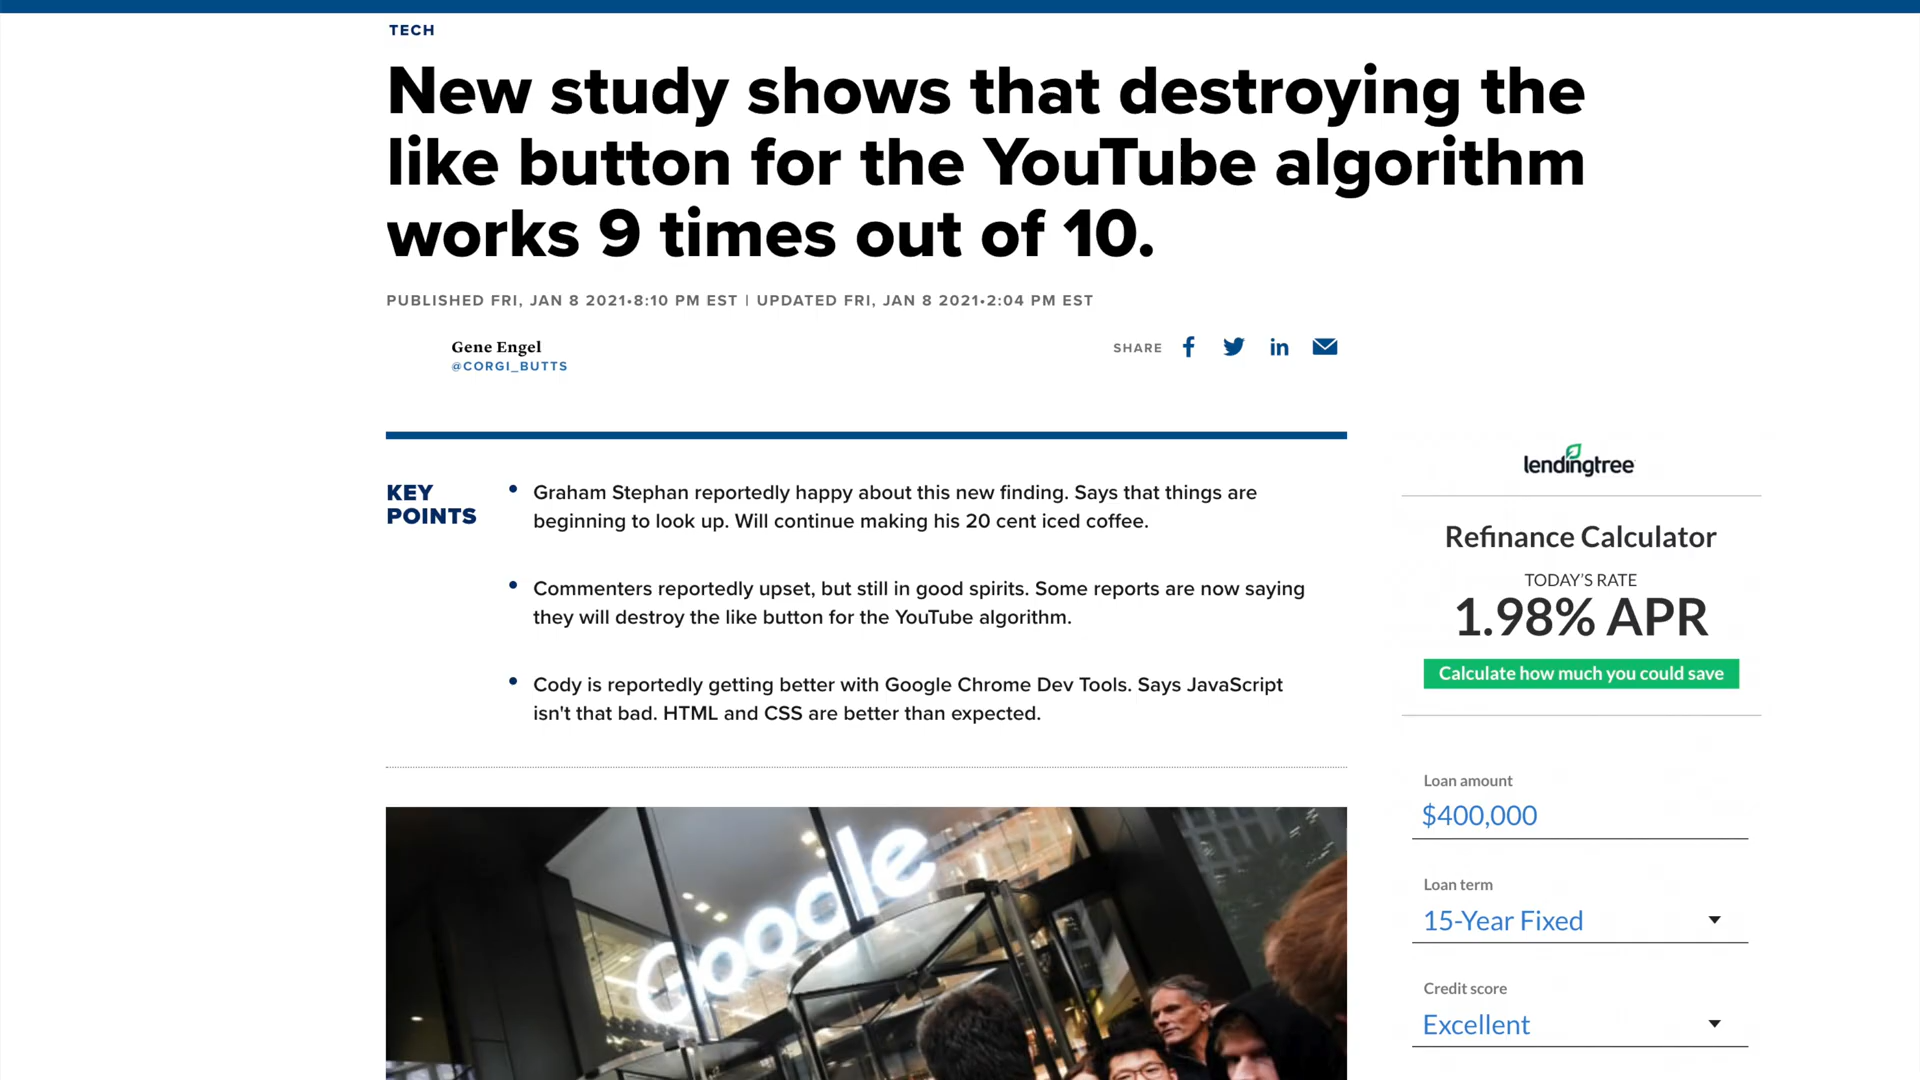 TECH
New study shows that destroying the
like button for the YouTube algorithm
works 9 times out of 10.
PUBLISHED FRI, JAN 8 2021•8:10 PM EST | UPDATED FRI, JAN 8 2021•2:04 PM EST
Gene Engel
@CORGI_BUTTS
SHARE
KEY
POINTS
• Graham Stephan reportedly happy about this new finding. Says that things are
beginning to look up. Will continue making his 20 cent iced coffee.
• Commenters reportedly upset, but still in good spirits. Some reports are now saying
they will destroy the like button for the YouTube algorithm.
• Cody is reportedly getting better with Google Chrome Dev Tools. Says JavaScript
isn't that bad. HTML and CSS are better than expected.
Google
lendingtree
Refinance Calculator
TODAY'S RATE
1.98% APR
Calculate how much you could save
Loan amount
$400,000
Loan term
15-Year Fixed
Credit score
Excellent